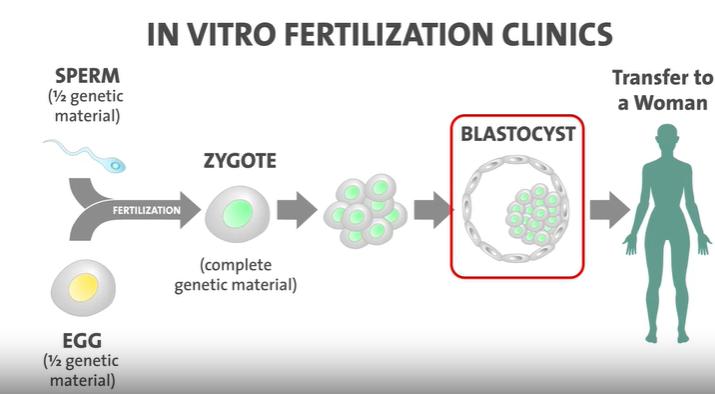 IN VITRO FERTILIZATION CLINICS
SPERM
(½ genetic
material)
FERTILIZATION
EGG
(½ genetic
material)
ZYGOTE
(complete
genetic material)
BLASTOCYST
Transfer to
a Woman